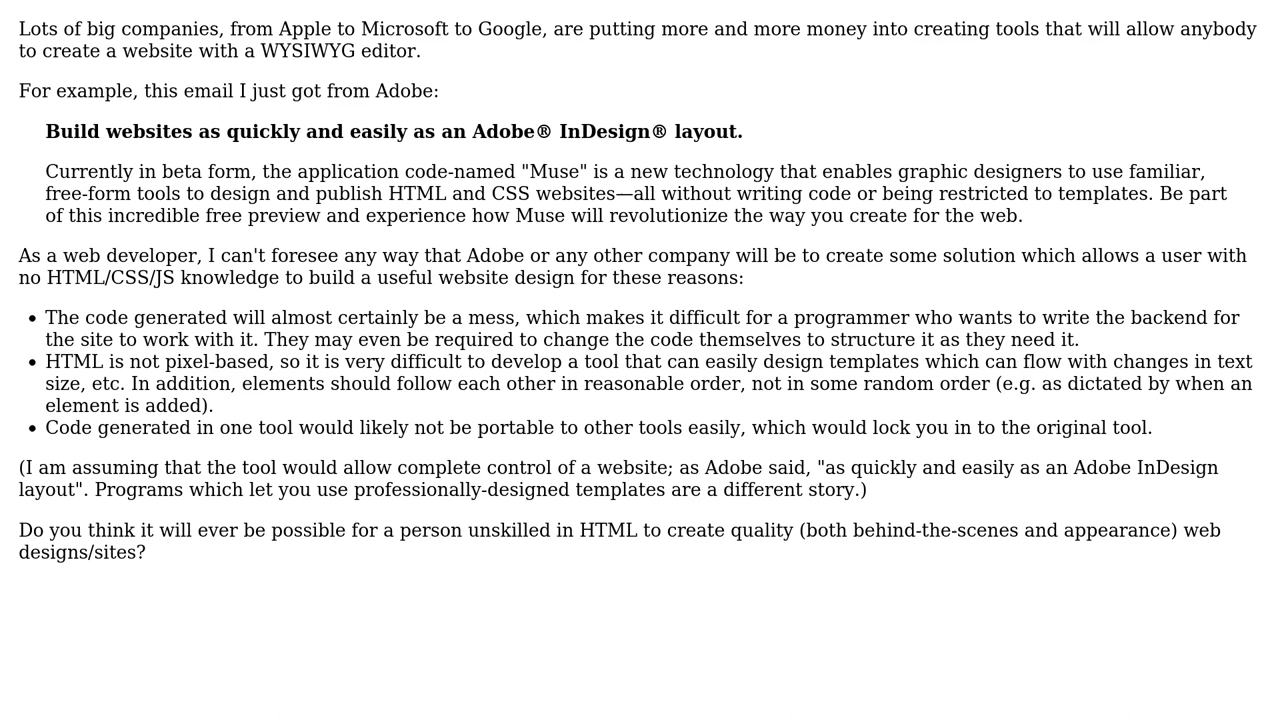 Lots of big companies, from Apple to Microsoft to Google, are putting more and more money into creating tools that will allow anybody
to create a website with a WYSIWYG editor.
For example, this email I just got from Adobe:
Build websites as quickly and easily as an Adobe® InDesign® layout.
Currently in beta form, the application code-named "Muse" is a new technology that enables graphic designers to use familiar,
free-form tools to design and publish HTML and CSS websites—all without writing code or being restricted to templates. Be part
of this incredible free preview and experience how Muse will revolutionize the way you create for the web.
As a web developer, I can't foresee any way that Adobe or any other company will be to create some solution which allows a user with
no HTML/CSS/JS knowledge to build a useful website design for these reasons:
• The code generated will almost certainly be a mess, which makes it difficult for a programmer who wants to write the backend for
the site to work with it. They may even be required to change the code themselves to structure it as they need it.
• HTML is not pixel-based, so it is very difficult to develop a tool that can easily design templates which can flow with changes in text
size, etc. In addition, elements should follow each other in reasonable order, not in some random order (e.g. as dictated by when an
element is added).
• Code generated in one tool would likely not be portable to other tools easily, which would lock you in to the original tool.
(I am assuming that the tool would allow complete control of a website; as Adobe said, "as quickly and easily as an Adobe InDesign
layout". Programs which let you use professionally-designed templates are a different story.)
Do you think it will ever be possible for a person unskilled in HTML to create quality (both behind-the-scenes and appearance) web
designs/sites?